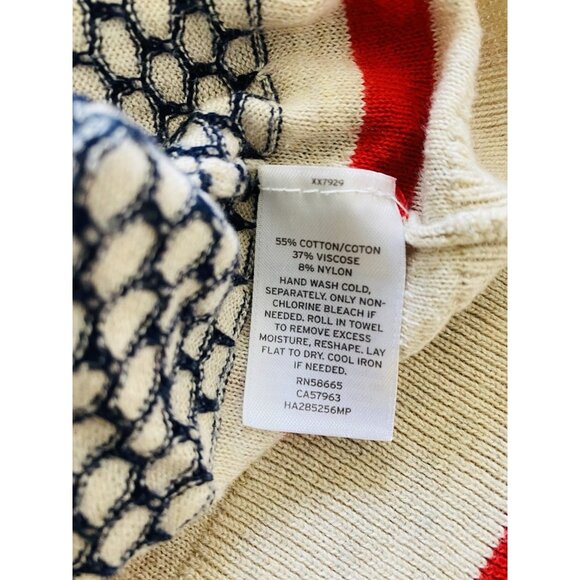 XX7929
55% COTTON/COTON
37% VISCOSE
8% NYLON
HAND WASH COLD,
SEPARATELY. ONLY NON-
CHLORINE BLEACH IF
NEEDED. ROLL IN TOWEL
TO REMOVE EXCESS
MOISTURE, RESHAPE, LAY
FLAT TO DRY. COOL IRON
IF NEEDED.
RN58665
CA57963
HA285256MP